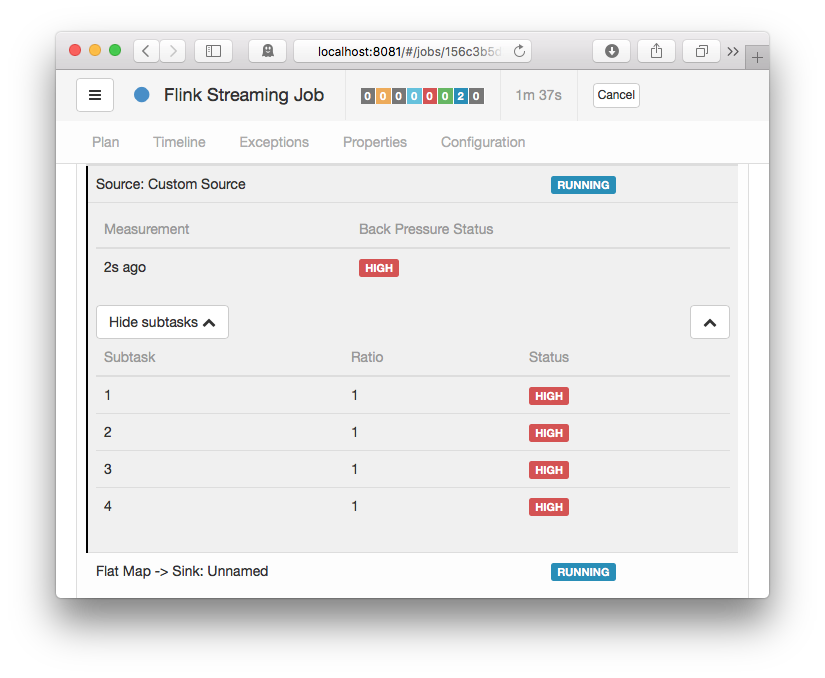 localhost:8081/#/jobs/156c3b5d
Flink Streaming Job 0 0 0 0 0 0 2 0 1m 37s Cancel
Plan Timeline Exceptions Properties Configuration
Source: Custom Source RUNNING
Measurement Back Pressure Status
2s ago HIGH
Hide subtasks
Subtask Ratio Status
1 1 HIGH
2 1 HIGH
3 1 HIGH
4 1 HIGH
Flat Map -> Sink: Unnamed RUNNING